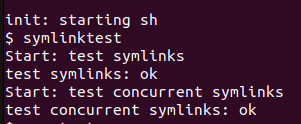 init: starting sh
$ symlinktest
Start: test symlinks
test symlinks: ok
Start: test concurrent symlinks
test concurrent symlinks: ok